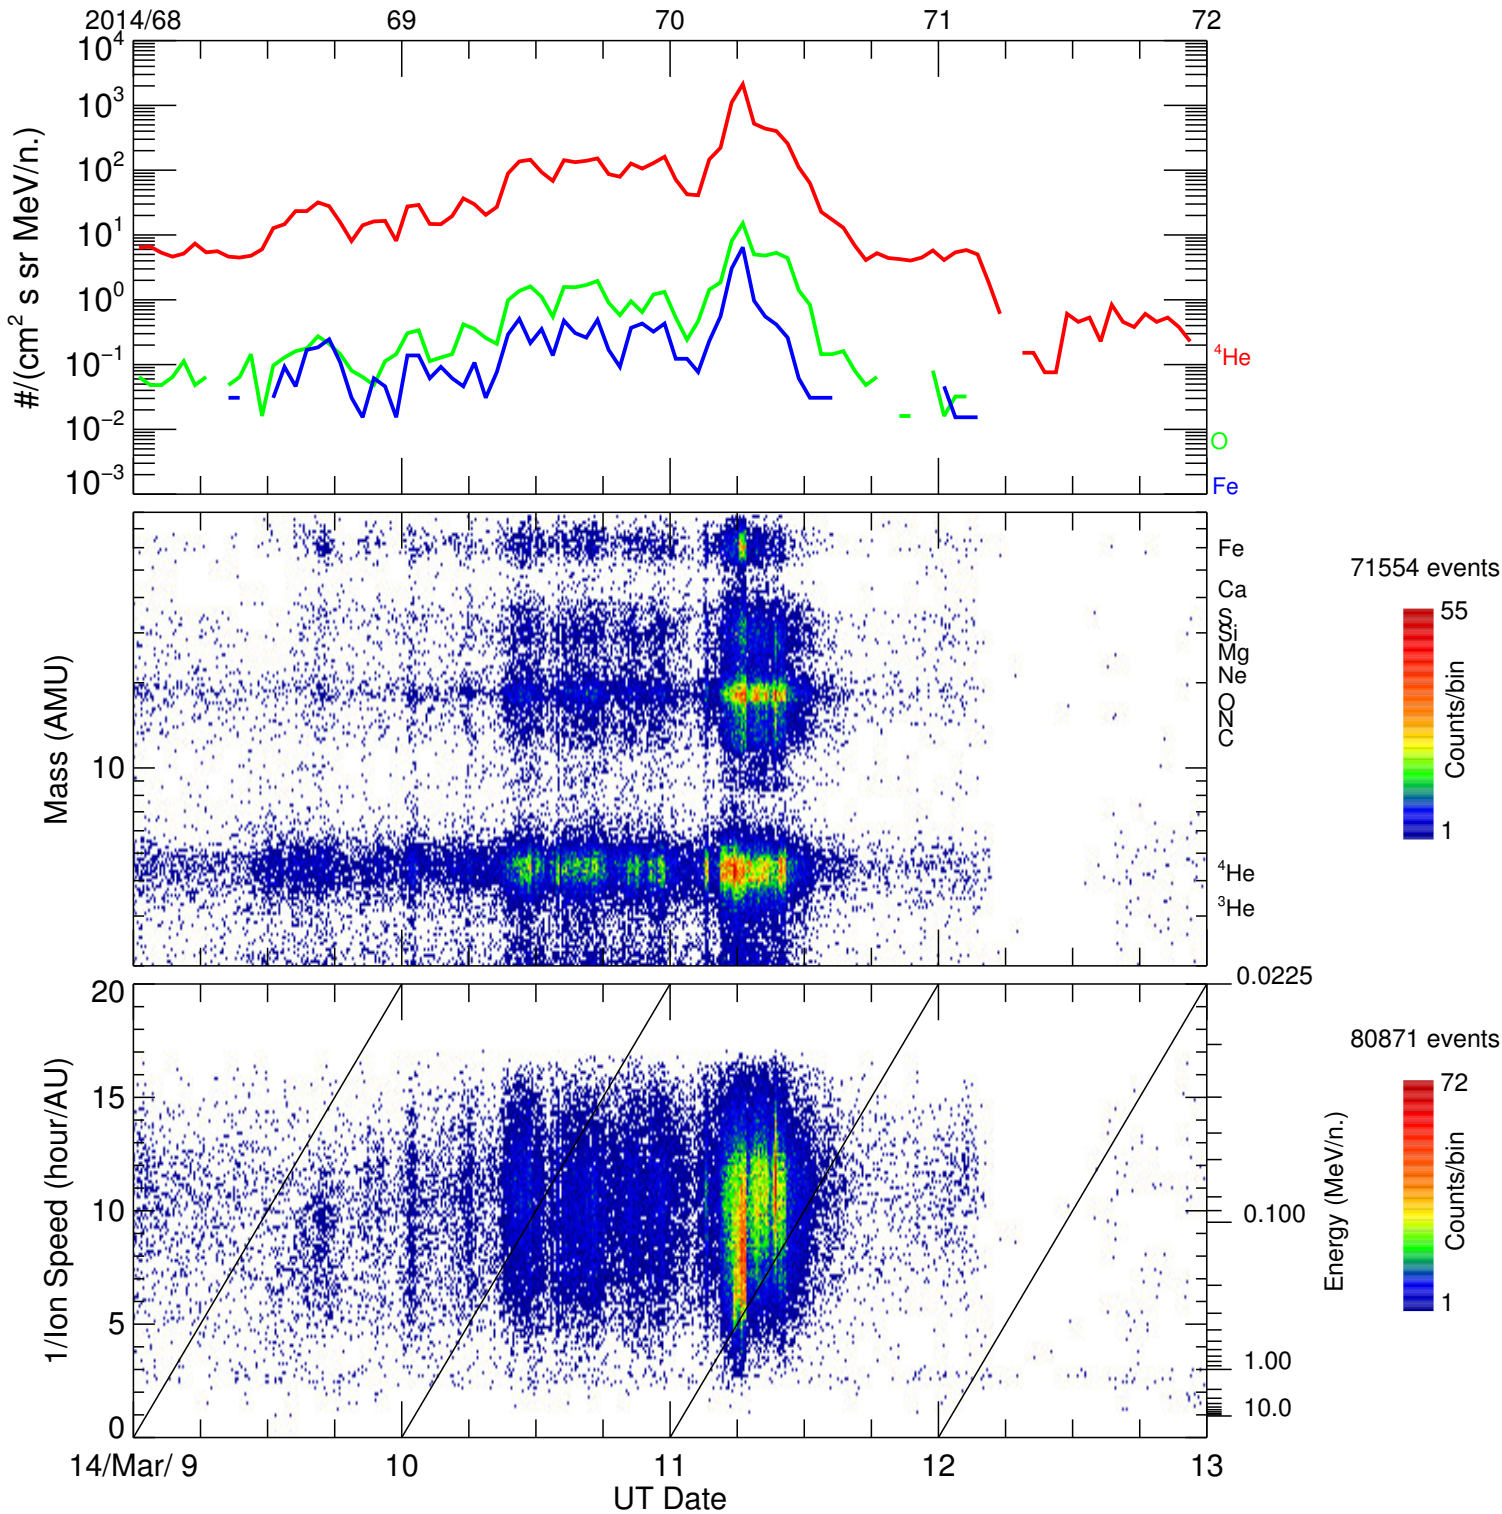 2014/68 69 70 71 72
10⁴
10³
10²
10¹
10⁰
10⁻¹
10⁻²
10⁻³
#/(cm² s sr MeV/n.)
⁴He
O
Fe
Mass (AMU)
10
Fe
Ca
S
Si
Mg
Ne
O
N
C
⁴He
³He
71554 events
55
Counts/bin
1
20
15
10
5
0
1/Ion Speed (hour/AU)
0.0225
0.100
1.00
10.0
Energy (MeV/n.)
80871 events
72
Counts/bin
1
14/Mar/ 9 10 11 12 13
UT Date